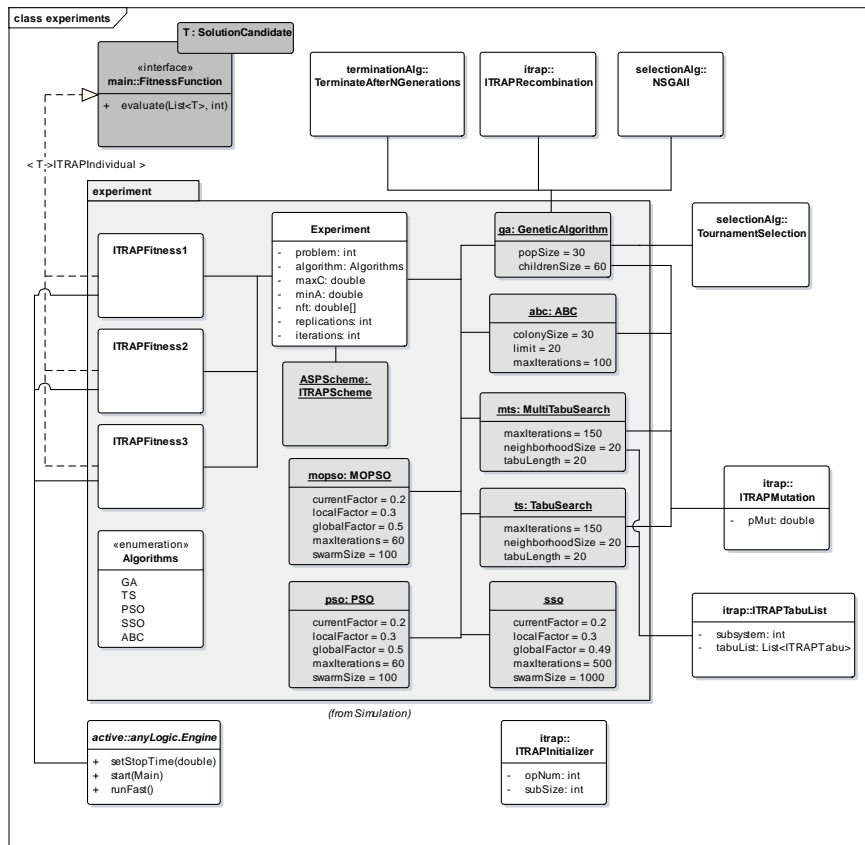 class experiments
T : SolutionCandidate
«interface»
main::FitnessFunction
+ evaluate(List<T>, int)
< T->ITRAPIndividual >
terminationAlg::
TerminateAfterNGenerations
itrap::
ITRAPRecombination
selectionAlg::
NSGAII
experiment
ITRAPFitness1
ITRAPFitness2
ITRAPFitness3
Experiment
- problem: int
- algorithm: Algorithms
- maxC: double
- minA: double
- nft: double[]
- replications: int
- iterations: int
ASPScheme:
ITRAPScheme
ga: GeneticAlgorithm
popSize = 30
childrenSize = 60
selectionAlg::
TournamentSelection
abc: ABC
colonySize = 30
limit = 20
maxIterations = 100
mts: MultiTabuSearch
maxIterations = 150
neighborhoodSize = 20
tabuLength = 20
mopso: MOPSO
currentFactor = 0.2
localFactor = 0.3
globalFactor = 0.5
maxIterations = 60
swarmSize = 100
ts: TabuSearch
maxIterations = 150
neighborhoodSize = 20
tabuLength = 20
itrap::
ITRAPMutation
- pMut: double
«enumeration»
Algorithms
GA
TS
PSO
SSO
ABC
pso: PSO
currentFactor = 0.2
localFactor = 0.3
globalFactor = 0.5
maxIterations = 60
swarmSize = 100
sso
currentFactor = 0.2
localFactor = 0.3
globalFactor = 0.49
maxIterations = 500
swarmSize = 1000
itrap::ITRAPTabuList
- subsystem: int
- tabuList: List<ITRAPTabu>
(from Simulation)
active::anyLogic.Engine
+ setStopTime(double)
+ start(Main)
+ runFast()
itrap::
ITRAPInitializer
- opNum: int
- subSize: int